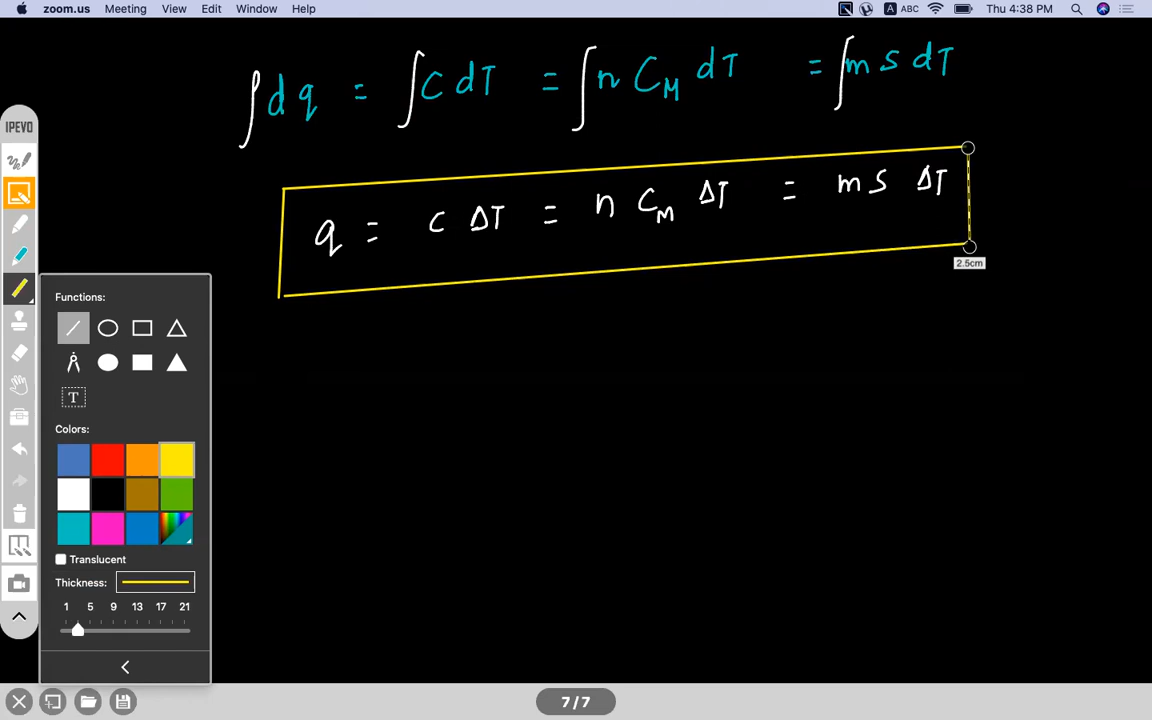 zoom.us Meeting View Edit Window Help A ABC Thu 4:38 PM
∫dq = ∫C dT = ∫n C_M dT = ∫m s dT
q = C ΔT = n C_M ΔT = m s ΔT
2.5cm
IPEVO
Functions:
T
Colors:
Translucent
Thickness:
1 5 9 13 17 21
7 / 7